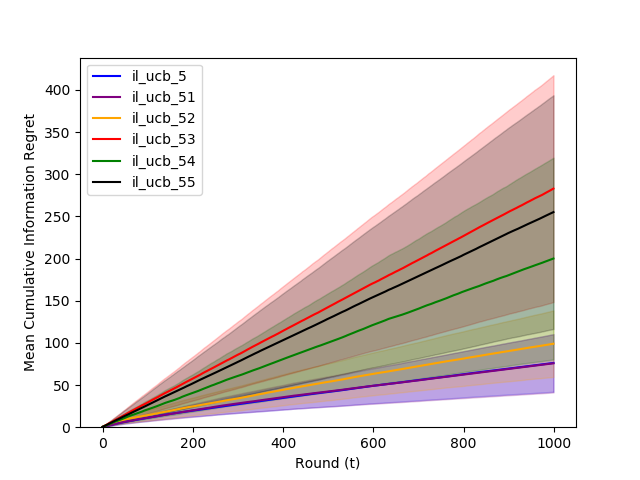 il_ucb_5
il_ucb_51
il_ucb_52
il_ucb_53
il_ucb_54
il_ucb_55
Mean Cumulative Information Regret
400
350
300
250
200
150
100
50
0
0 200 400 600 800 1000
Round (t)